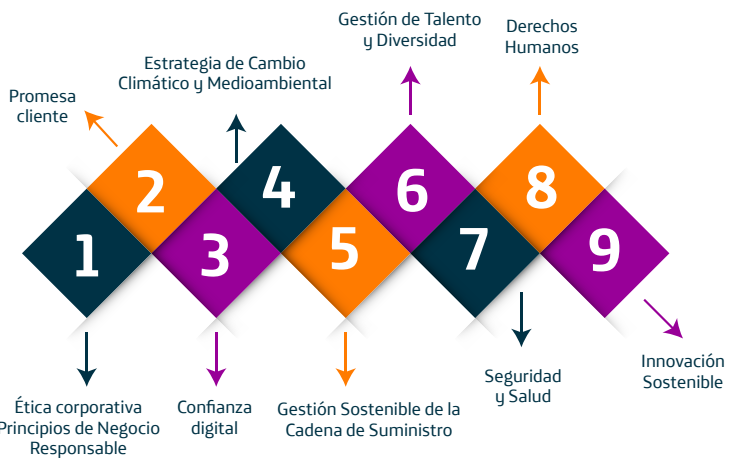 Gestión de Talento
y Diversidad
Derechos
Humanos
Estrategia de Cambio
Climático y Medioambiental
Promesa
cliente
1
2
3
4
5
6
7
8
9
Ética corporativa
Principios de Negocio
Responsable
Confianza
digital
Gestión Sostenible de la
Cadena de Suministro
Seguridad
y Salud
Innovación
Sostenible